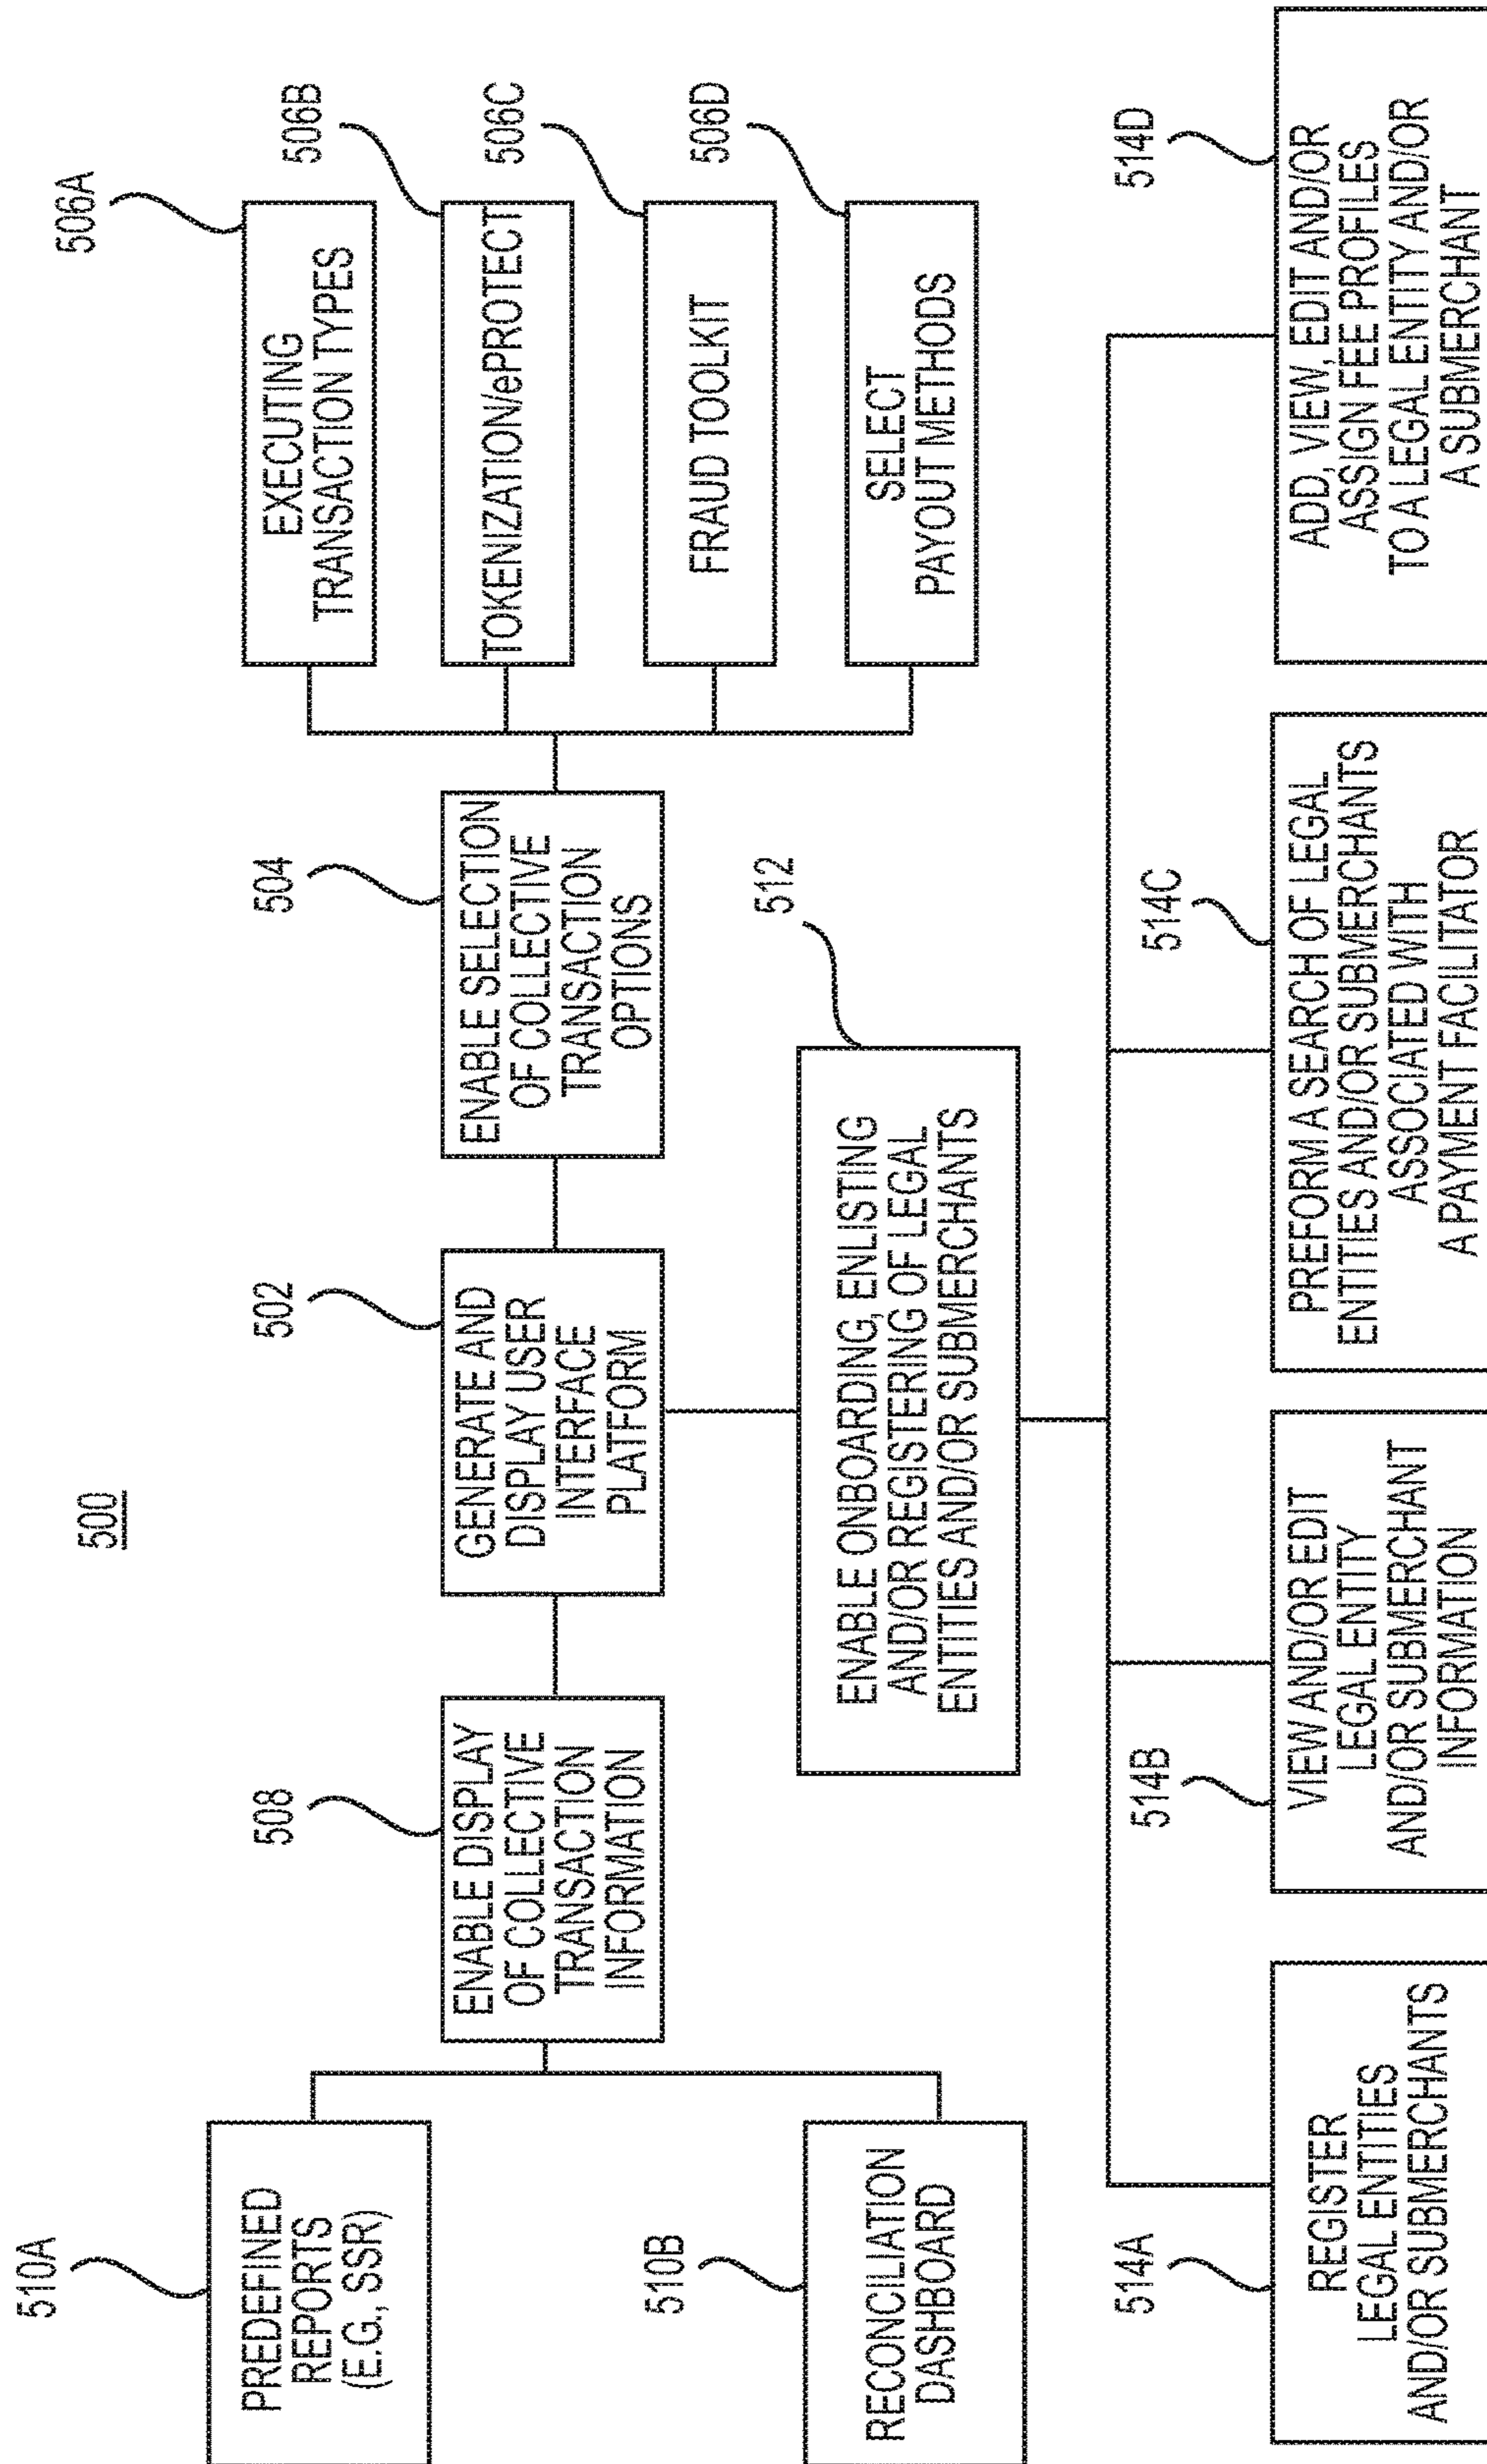 500
510A
PREDEFINED
REPORTS
(E.G., SSR)
510B
RECONCILIATION
DASHBOARD
508
ENABLE DISPLAY
OF COLLECTIVE
TRANSACTION
INFORMATION
502
GENERATE AND
DISPLAY USER
INTERFACE
PLATFORM
504
ENABLE SELECTION
OF COLLECTIVE
TRANSACTION
OPTIONS
506A
EXECUTING
TRANSACTION TYPES
506B
TOKENIZATION/ePROTECT
506C
FRAUD TOOLKIT
506D
SELECT
PAYOUT METHODS
512
ENABLE ONBOARDING, ENLISTING
AND/OR REGISTERING OF LEGAL
ENTITIES AND/OR SUBMERCHANTS
514A
REGISTER
LEGAL ENTITIES
AND/OR SUBMERCHANTS
514B
VIEW AND/OR EDIT
LEGAL ENTITY
AND/OR SUBMERCHANT
INFORMATION
514C
PREFORM A SEARCH OF LEGAL
ENTITIES AND/OR SUBMERCHANTS
ASSOCIATED WITH
A PAYMENT FACILITATOR
514D
ADD, VIEW, EDIT AND/OR
ASSIGN FEE PROFILES
TO A LEGAL ENTITY AND/OR
A SUBMERCHANT